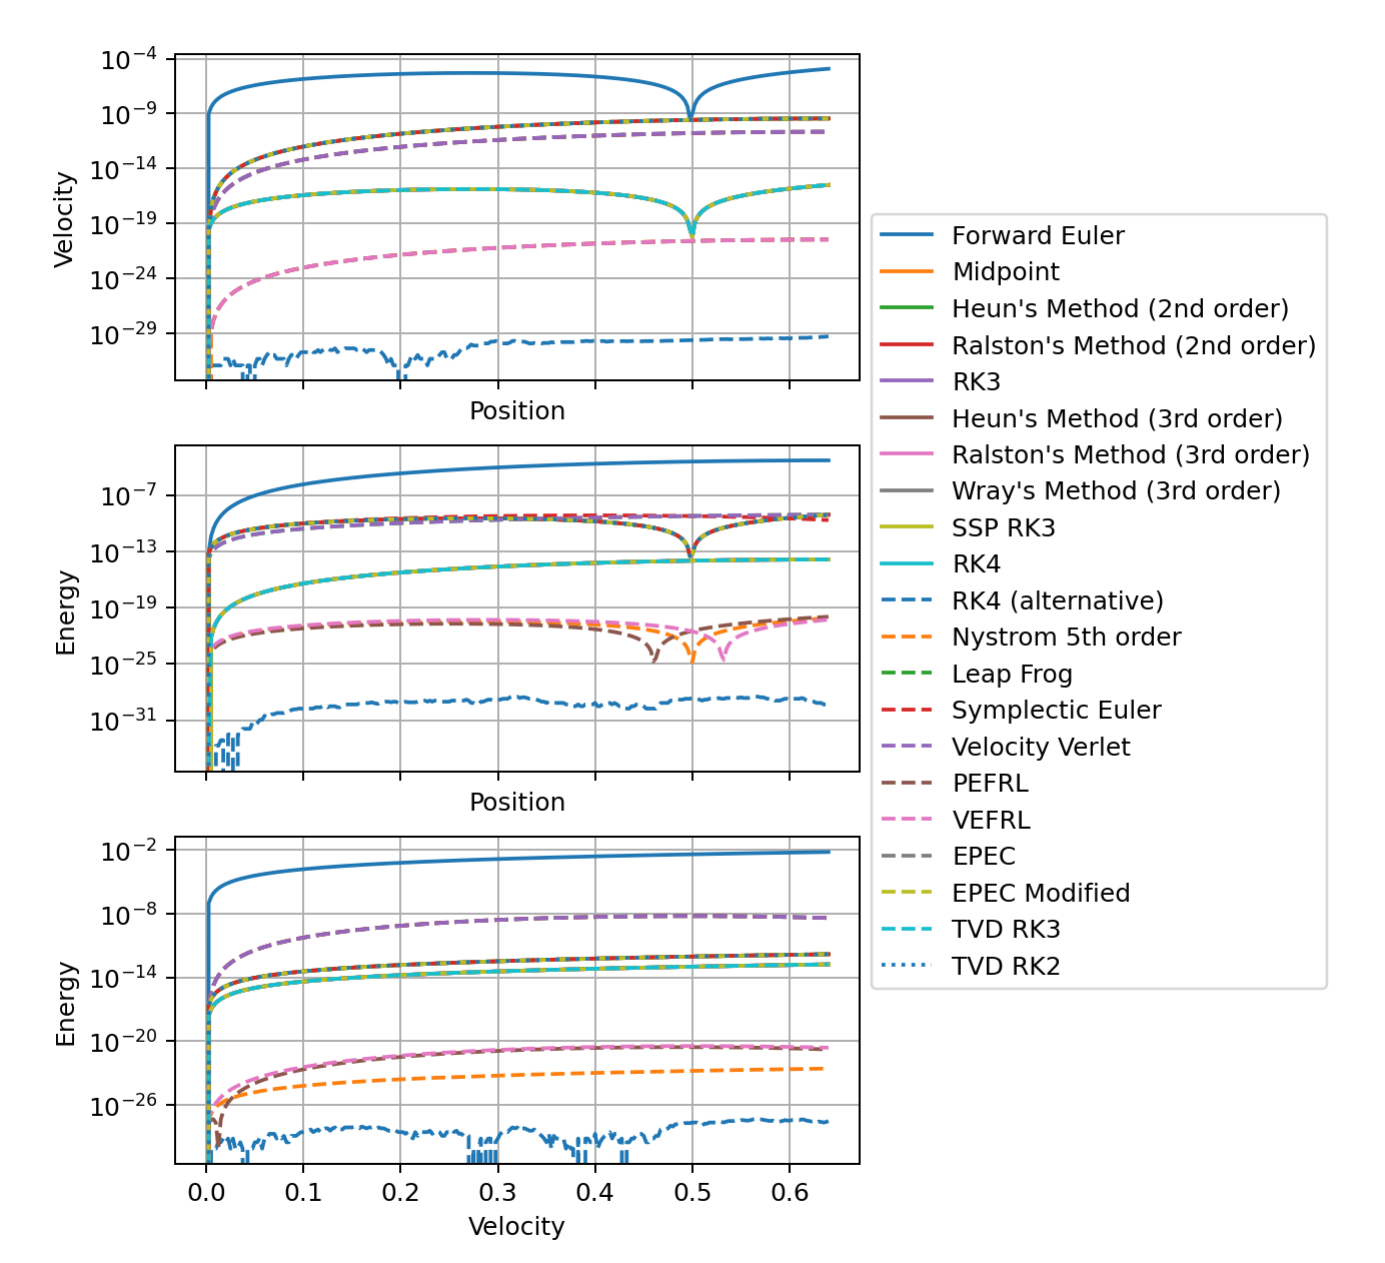 10−4
10−9
10−14
10−19
10−24
10−29
Velocity
Position
10−7
10−13
10−19
10−25
10−31
Energy
Position
10−2
10−8
10−14
10−20
10−26
Energy
0.0 0.1 0.2 0.3 0.4 0.5 0.6
Velocity
Forward Euler
Midpoint
Heun's Method (2nd order)
Ralston's Method (2nd order)
RK3
Heun's Method (3rd order)
Ralston's Method (3rd order)
Wray's Method (3rd order)
SSP RK3
RK4
RK4 (alternative)
Nystrom 5th order
Leap Frog
Symplectic Euler
Velocity Verlet
PEFRL
VEFRL
EPEC
EPEC Modified
TVD RK3
TVD RK2